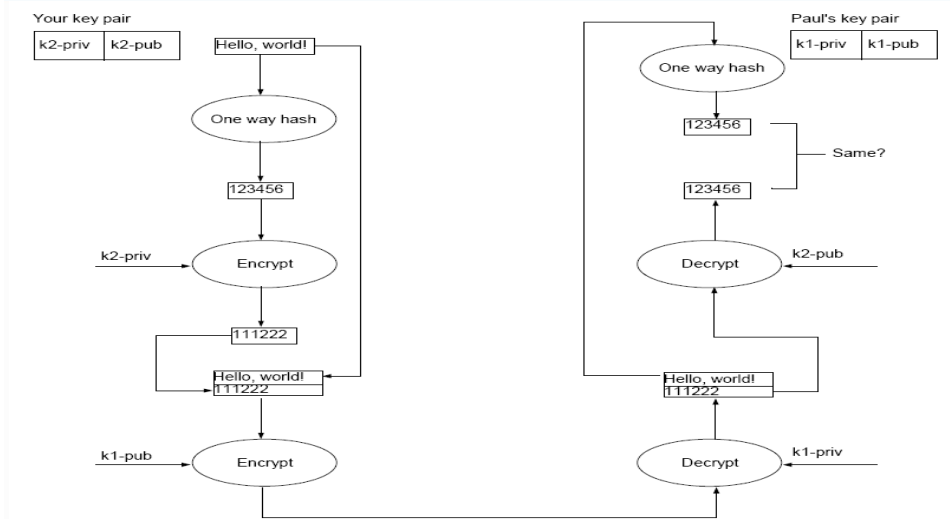 Your key pair
k2-priv k2-pub
Hello, world!
One way hash
123456
k2-priv
Encrypt
111222
Hello, world!
111222
k1-pub
Encrypt
Paul's key pair
k1-priv k1-pub
One way hash
123456
Same?
123456
Decrypt
k2-pub
Hello, world!
111222
Decrypt
k1-priv